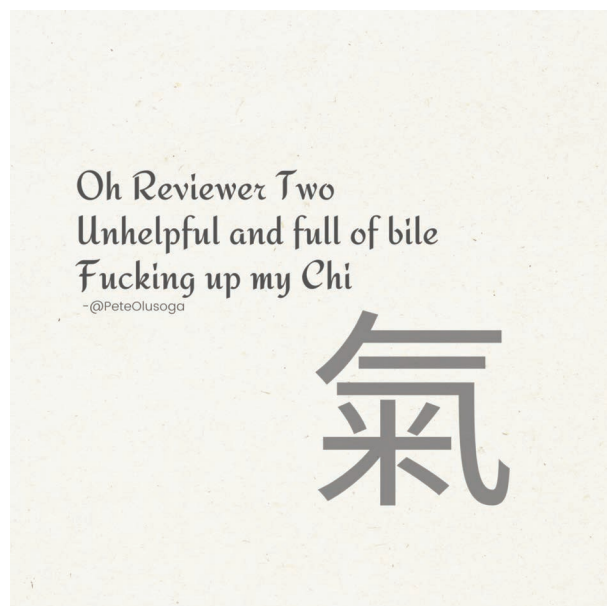 Oh Reviewer Two
Unhelpful and full of bile
Fucking up my Chi
-@PeteOlusoga
氣